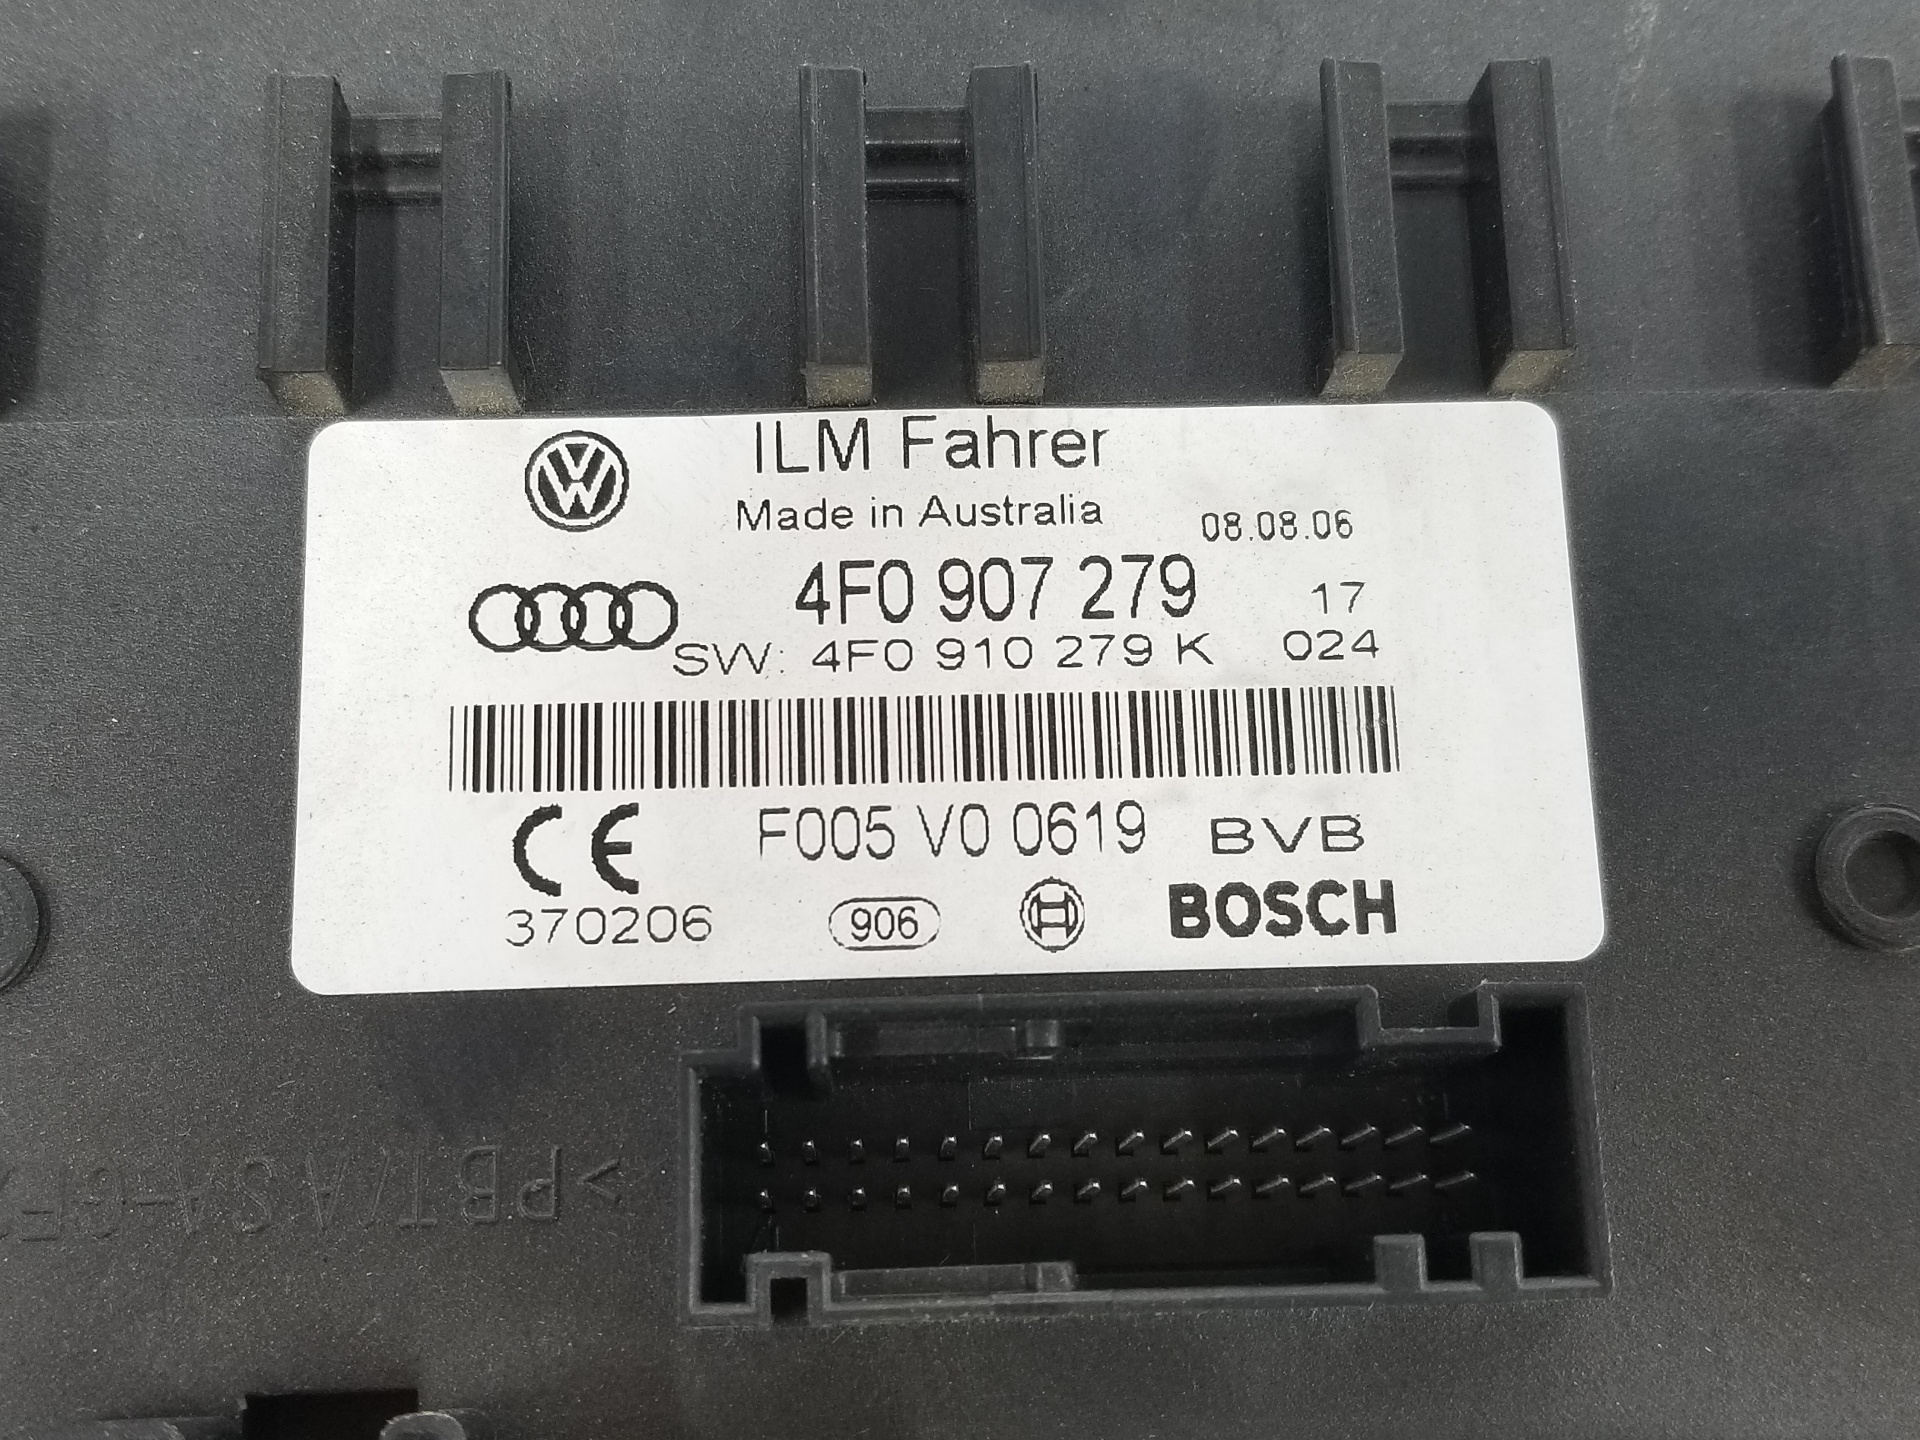 ILM Fahrer
Made in Australia
08.08.06
4F0 907 279 17
SW: 4F0 910 279 K 024
CE F005 V0 0619 BVB
370206 906 BOSCH